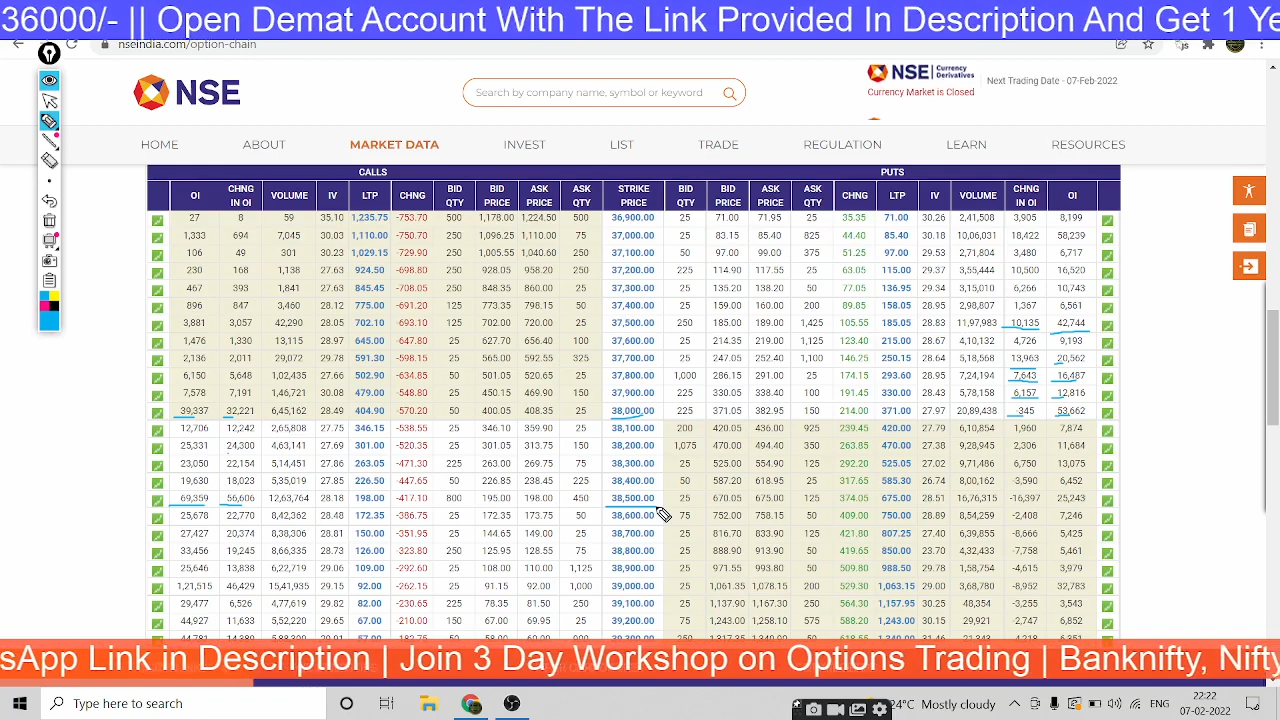 36000/- || Open Demat Account With The Link Provided In Description And Get 1 Ye
nseindia.com/option-chain
NSE
Search by company name, symbol or keyword
NSE Currency Derivatives
Currency Market is Closed
Next Trading Date - 07-Feb-2022
HOME ABOUT MARKET DATA INVEST LIST TRADE REGULATION LEARN RESOURCES
CALLS PUTS
OI CHNG IN OI VOLUME IV LTP CHNG BID QTY BID PRICE ASK PRICE ASK QTY STRIKE PRICE BID QTY BID PRICE ASK PRICE ASK QTY CHNG LTP IV VOLUME CHNG IN OI OI
27 8 59 35.10 1,235.75 -753.70 500 1,178.00 1,224.50 500 36,900.00 25 71.00 71.95 25 35.35 71.00 30.26 2,41,508 3,905 8,199
1,333 694 7,045 30.03 1,110.00 -750.70 250 1,096.25 1,110.35 75 37,000.00 25 83.15 85.40 825 44.40 85.40 30.18 10,06,031 18,422 58,239
106 49 301 30.23 1,029.15 -729.90 250 1,005.55 1,040.00 250 37,100.00 50 97.00 99.00 375 51.25 97.00 29.53 2,71,804 3,480 6,717
230 168 1,138 27.63 924.50 -698.80 250 928.05 958.20 250 37,200.00 225 114.90 117.55 25 63.05 115.00 29.37 3,55,444 10,500 16,520
467 393 1,841 27.63 845.45 -708.05 250 848.35 860.25 25 37,300.00 25 135.20 138.20 50 77.05 136.95 29.34 3,15,010 6,266 10,743
896 847 3,460 28.12 775.00 -691.20 125 773.35 798.15 50 37,400.00 25 159.00 160.00 200 89.85 158.05 28.95 2,98,807 1,367 6,561
3,881 3,057 42,290 28.05 702.10 -693.10 125 702.00 720.00 25 37,500.00 250 185.00 189.00 1,425 105.55 185.05 28.83 11,97,983 10,135 42,744
1,476 1,330 13,115 28.97 645.00 -647.80 25 627.70 656.40 100 37,600.00 25 214.35 219.00 1,125 123.40 215.00 28.67 4,10,132 4,726 9,193
2,136 2,011 29,072 28.78 591.30 -598.15 25 565.00 592.55 325 37,700.00 25 247.05 252.40 1,100 146.25 250.15 28.64 5,18,568 13,963 20,562
6,150 5,648 1,02,435 27.66 502.90 -634.85 50 501.05 520.65 25 37,800.00 1,000 286.15 291.00 25 174.15 293.60 28.51 7,24,194 7,643 16,487
7,578 7,191 1,46,721 28.08 479.00 -548.80 25 450.15 469.90 150 37,900.00 25 330.05 338.40 100 191.45 330.00 28.43 5,78,158 6,157 12,816
39,337 37,221 6,45,162 28.49 404.90 -570.20 50 400.05 408.35 25 38,000.00 225 371.05 382.95 150 214.00 371.00 27.97 20,89,438 345 53,662
12,706 12,242 2,65,808 27.75 346.15 -538.55 25 346.10 359.90 25 38,100.00 200 420.05 436.00 925 239.45 420.00 27.79 6,10,854 1,960 7,874
25,331 24,300 4,63,141 27.69 301.00 -520.35 50 301.05 313.75 150 38,200.00 1,075 470.00 494.40 350 263.85 470.00 27.08 9,28,945 2,306 11,684
23,050 22,154 5,14,451 27.86 263.05 -471.30 225 263.00 269.75 75 38,300.00 25 525.00 554.90 125 292.20 525.05 27.02 9,71,486 6,750 13,075
19,630 18,023 5,35,019 27.85 226.50 -447.65 50 226.85 238.45 225 38,400.00 50 587.20 618.95 25 317.65 585.30 26.74 8,00,162 -3,590 6,452
69,359 56,606 12,63,764 28.18 198.00 -417.10 800 195.00 198.00 450 38,500.00 25 670.05 675.00 125 374.05 675.00 28.51 16,76,315 -16,397 25,243
25,678 22,770 8,42,362 28.48 172.35 -386.75 25 172.35 173.75 50 38,600.00 75 752.00 758.15 50 409.00 750.00 28.89 8,54,259 -2,408 7,246
27,427 20,374 8,38,306 28.81 150.00 -351.95 25 144.65 149.00 25 38,700.00 25 816.70 833.90 125 421.80 807.25 27.40 6,39,855 -8,666 5,425
33,456 19,245 8,66,335 28.73 126.00 -323.80 250 125.95 128.55 75 38,800.00 25 888.90 913.90 50 419.65 850.00 23.70 4,32,433 -7,758 5,461
25,646 13,838 6,22,719 29.06 109.00 -292.60 25 108.00 110.00 1,125 38,900.00 25 971.55 993.80 50 509.80 988.50 29.27 1,58,754 -4,615 3,979
1,21,515 46,429 15,41,935 29.15 92.00 -262.15 25 91.15 92.00 1,000 39,000.00 25 1,061.35 1,078.15 200 529.30 1,063.15 29.00 3,68,780 -8,952 32,783
29,477 6,526 4,77,619 29.82 82.00 -230.65 225 78.35 81.50 250 39,100.00 25 1,137.90 1,167.30 250 564.30 1,157.95 30.25 48,354 -3,255 3,543
44,927 11,633 5,52,220 29.65 67.00 -210.00 150 67.00 69.95 25 39,200.00 75 1,243.00 1,258.10 575 588.20 1,243.00 30.15 29,921 -2,747 6,852
sApp Link in Description | Join 3 Day Workshop on Options Trading | Banknifty, Nifty
Type here to search
24°C Mostly cloudy
22:22
07-02-2022